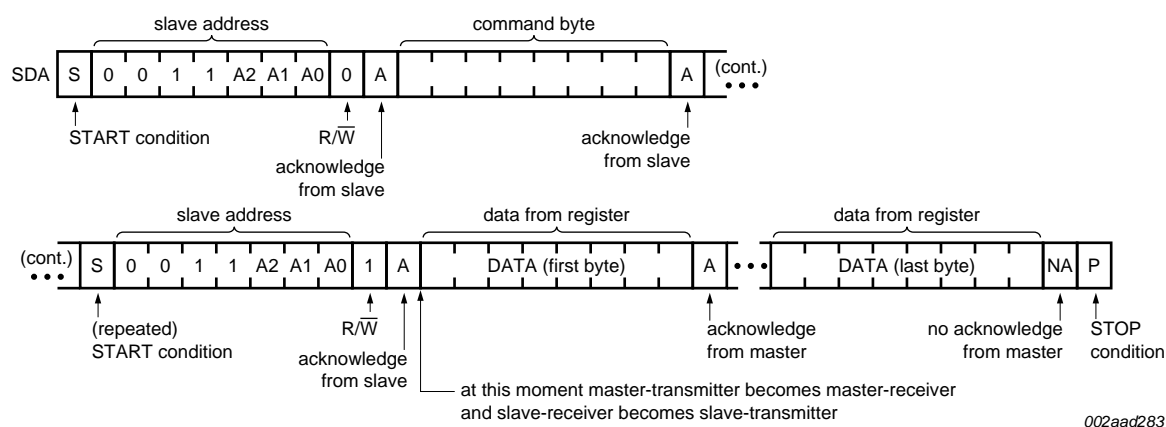 slave address
command byte
SDA S 0 0 1 1 A2 A1 A0 0 A A (cont.)
START condition
R/W̅
acknowledge
from slave
acknowledge
from slave
slave address
data from register
data from register
(cont.) S 0 0 1 1 A2 A1 A0 1 A DATA (first byte) A DATA (last byte) NA P
(repeated)
START condition
R/W̅
acknowledge
from slave
acknowledge
from master
no acknowledge
from master
STOP
condition
at this moment master-transmitter becomes master-receiver
and slave-receiver becomes slave-transmitter
002aad283